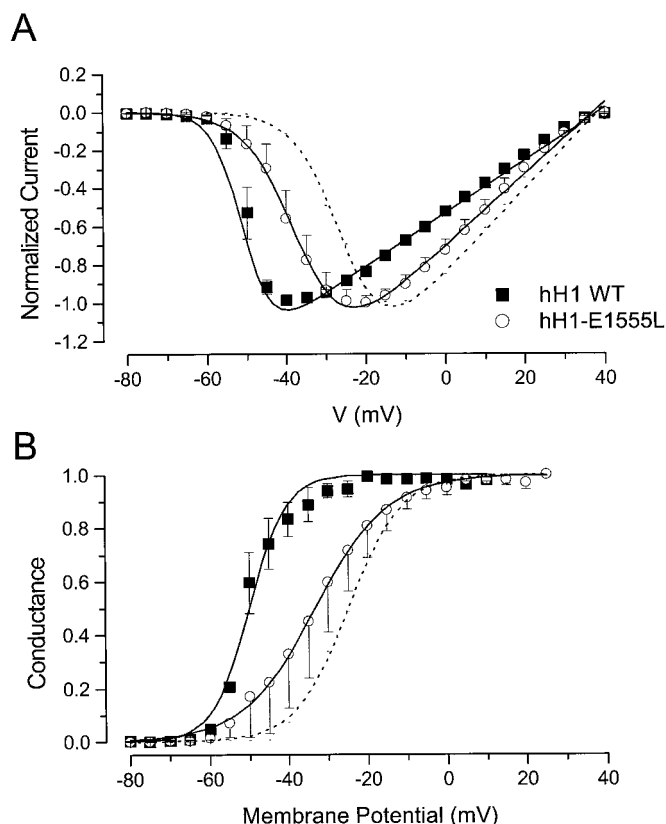 A
0.2
0.0
-0.2
-0.4
-0.6
-0.8
-1.0
-1.2
Normalized Current
hH1 WT
hH1-E1555L
-80 -60 -40 -20 0 20 40
V (mV)
B
1.0
0.8
0.6
0.4
0.2
0.0
Conductance
-80 -60 -40 -20 0 20 40
Membrane Potential (mV)